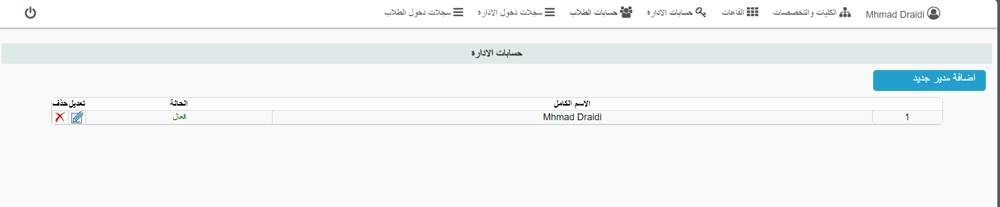 Mhmad Draidi
الكليات والتخصصات
القاعات
حسابات الادارة
حسابات الطلاب
سجلات دخول الادارة
سجلات دخول الطلاب
حسابات الادارة
اضافة مدير جديد
الاسم الكامل الحالة تعديل حذف
1 Mhmad Draidi فعال